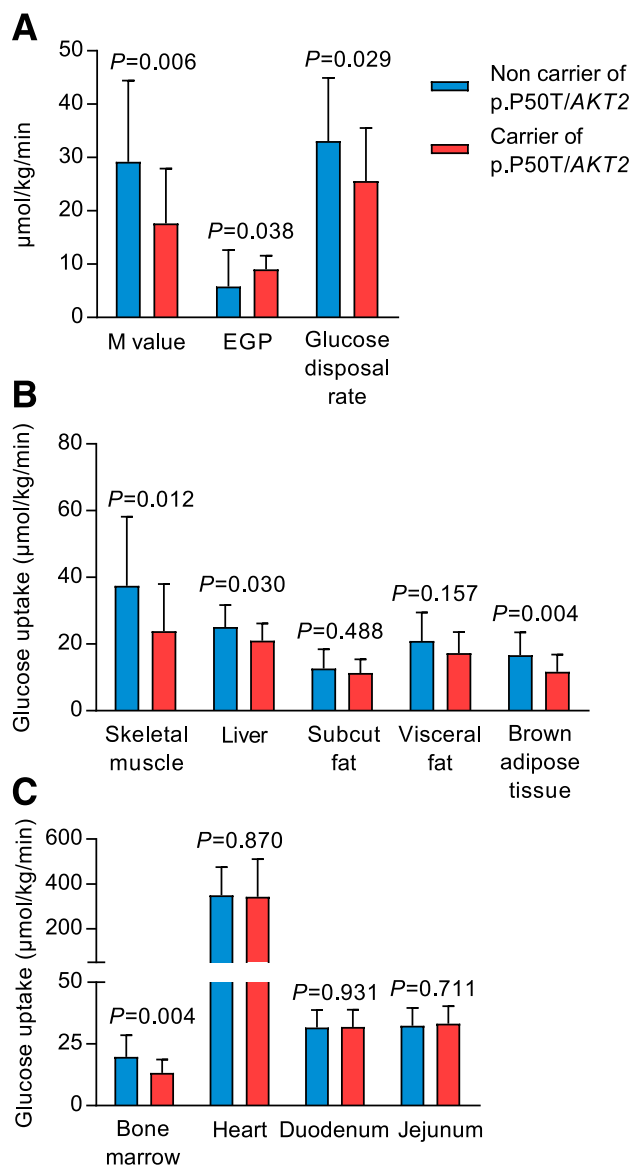 A
µmol/kg/min
50
40
30
20
10
0
P=0.006
P=0.038
P=0.029
M value
EGP
Glucose
disposal
rate
Non carrier of
p.P50T/AKT2
Carrier of
p.P50T/AKT2
B
Glucose uptake (µmol/kg/min)
80
60
40
20
0
P=0.012
P=0.030
P=0.488
P=0.157
P=0.004
Skeletal
muscle
Liver
Subcut
fat
Visceral
fat
Brown
adipose
tissue
C
Glucose uptake (µmol/kg/min)
600
400
200
50
25
0
P=0.004
P=0.870
P=0.931
P=0.711
Bone
marrow
Heart
Duodenum
Jejunum